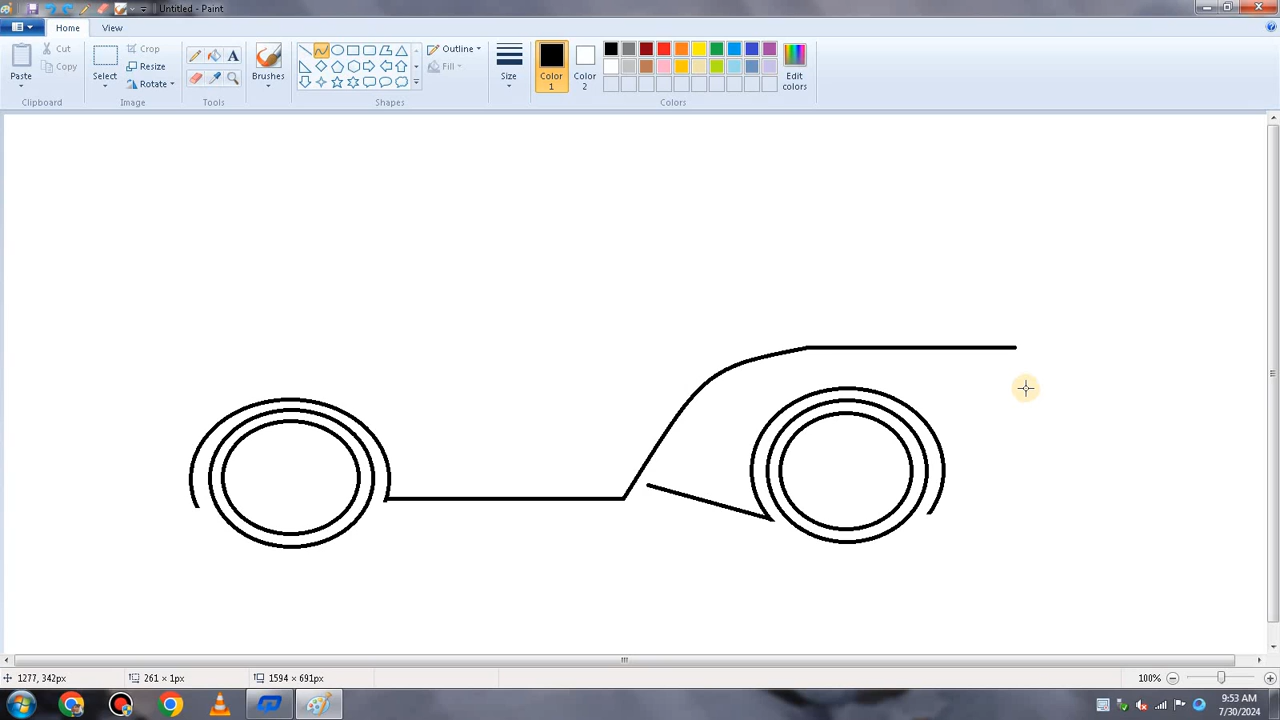 Untitled - Paint
Home
View
Paste
Cut
Copy
Clipboard
Select
Crop
Resize
Rotate
Image
A
Tools
Brushes
Shapes
Outline
Fill
Size
Color
1
Color
2
Colors
Edit
colors
1277, 342px
261 × 1px
1594 × 691px
100%
9:53 AM
7/30/2024